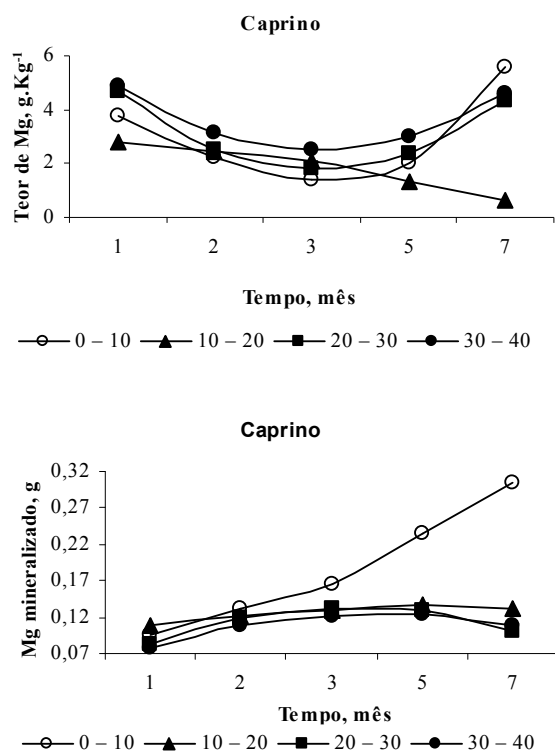 Caprino
Teor de Mg, g.Kg⁻¹
6
4
2
0
1 2 3 5 7
Tempo, mês
0 – 10 10 – 20 20 – 30 30 – 40
Caprino
Mg mineralizado, g
0,32
0,27
0,22
0,17
0,12
0,07
1 2 3 5 7
Tempo, mês
0 – 10 10 – 20 20 – 30 30 – 40